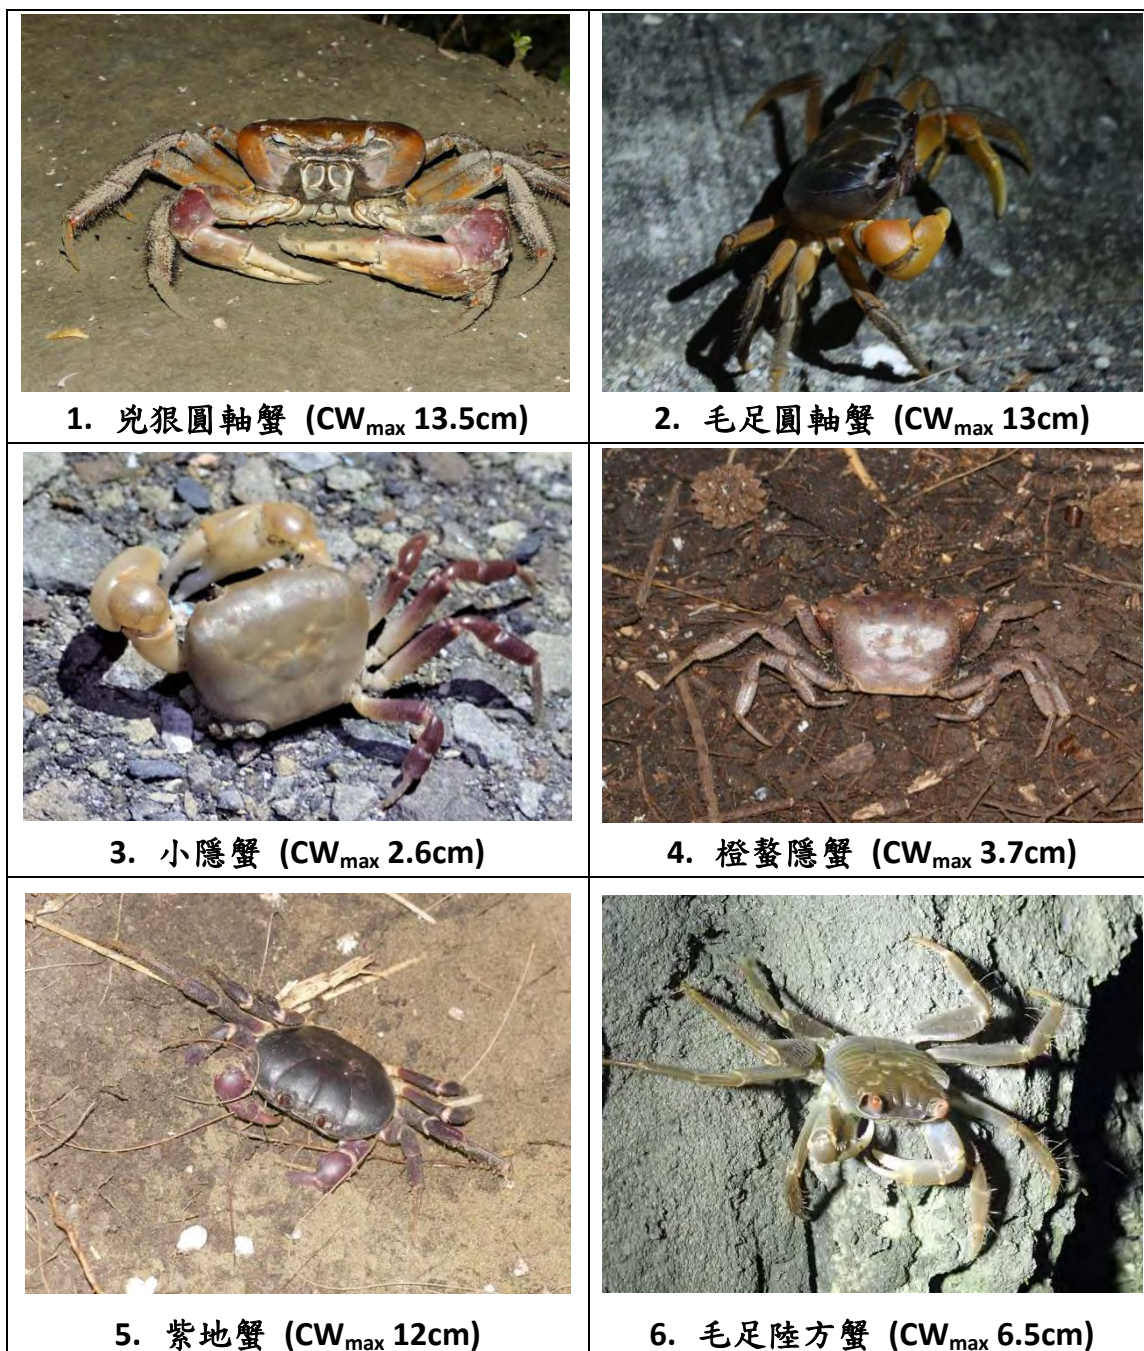 1. 兇狠圓軸蟹 (CWmax 13.5cm)
2. 毛足圓軸蟹 (CWmax 13cm)
3. 小隱蟹 (CWmax 2.6cm)
4. 橙螯隱蟹 (CWmax 3.7cm)
5. 紫地蟹 (CWmax 12cm)
6. 毛足陸方蟹 (CWmax 6.5cm)